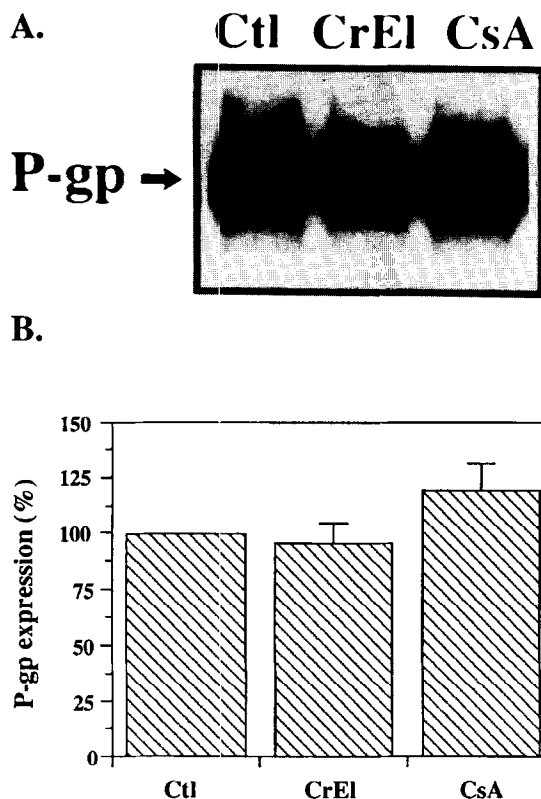 A.
Ctl CrEl CsA
P-gp
B.
P-gp expression (%)
150
125
100
75
50
25
0
Ctl CrEl CsA